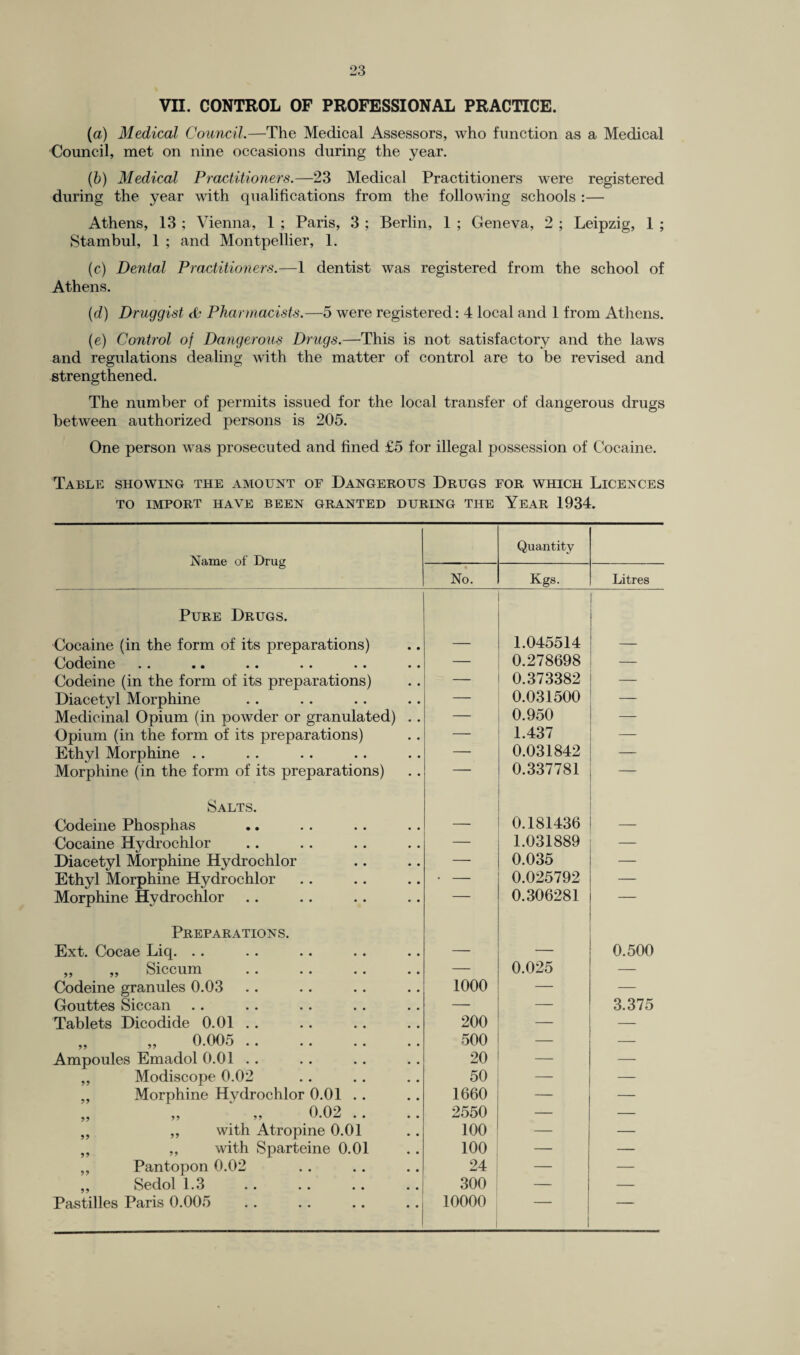 23
VII. CONTROL OF PROFESSIONAL PRACTICE.
(a) Medical Council.—The Medical Assessors, who function as a Medical
Council, met on nine occasions during the year.
(b) Medical Practitioners.—23 Medical Practitioners were registered
during the year with qualifications from the following schools :—
Athens, 13 ; Vienna, 1 ; Paris, 3 ; Berlin, 1 ; Geneva, 2 ; Leipzig, 1 ;
Stambul, 1 ; and Montpellier, 1.
(c) Dental Practitioners.—1 dentist was registered from the school of
Athens.
(d) Druggist & Pharmacists.—5 were registered: 4 local and 1 from Athens.
(e) Control of Dangerous Drugs.—This is not satisfactory and the laws
and regulations dealing with the matter of control are to be revised and
strengthened.
The number of permits issued for the local transfer of dangerous drugs
between authorized persons is 205.
One person was prosecuted and fined £5 for illegal possession of Cocaine.
Table showing the amount of Dangerous Drugs for which Licences
to import have been granted during the Year 1934.
Name of Drug Quantity
No. Kgs. Litres
Pure Drugs.
Cocaine (in the form of its preparations) .. — 1.045514 —
Codeine .. .. .. .. .. .. — 0.278698 —
Codeine (in the form of its preparations) .. — 0.373382 —
Diacetyl Morphine .. .. .. .. — 0.031500 —
Medicinal Opium (in powder or granulated) .. — 0.950 —
Opium (in the form of its preparations) .. — 1.437 —
Ethyl Morphine .. .. .. .. .. — 0.031842 —
Morphine (in the form of its preparations) .. — 0.337781 —
Salts.
Codeine Phosphas .. .. .. .. — 0.181436 —
Cocaine Hydrochlor .. .. .. .. — 1.031889 —
Diacetyl Morphine Hydrochlor .. .. — 0.035 —
Ethyl Morphine Hydrochlor .. .. .. — 0.025792 —
Morphine Hydrochlor .. .. .. .. — 0.306281 —
Preparations.
Ext. Cocae Liq. .. .. .. .. .. — — 0.500
„ „ Siccum .. .. .. .. — 0.025 —
Codeine granules 0.03 .. .. .. .. 1000 — —
Gouttes Siccan .. .. .. .. .. — — 3.375
Tablets Dicodide 0.01 .. .. .. .. 200 — —
„ „ 0.005 .. .. .. .. 500 — —
Ampoules Emadol 0.01 .. .. .. .. 20 — —
„ Modiscope 0.02 .. .. .. 50 — —
„ Morphine Hydrochlor 0.01 .. .. 1660 — —
„ „ „ 0.02 .. .. 2550 — —
„ „ with Atropine 0.01 .. 100 — —
„ „ with Sparteine 0.01 .. 100 — —
„ Pantopon 0.02 .. .. .. 24 — —
„ Sedol 1.3 .. .. .. .. 300 — —
Pastilles Paris 0.005 .. .. .. .. 10000 — —